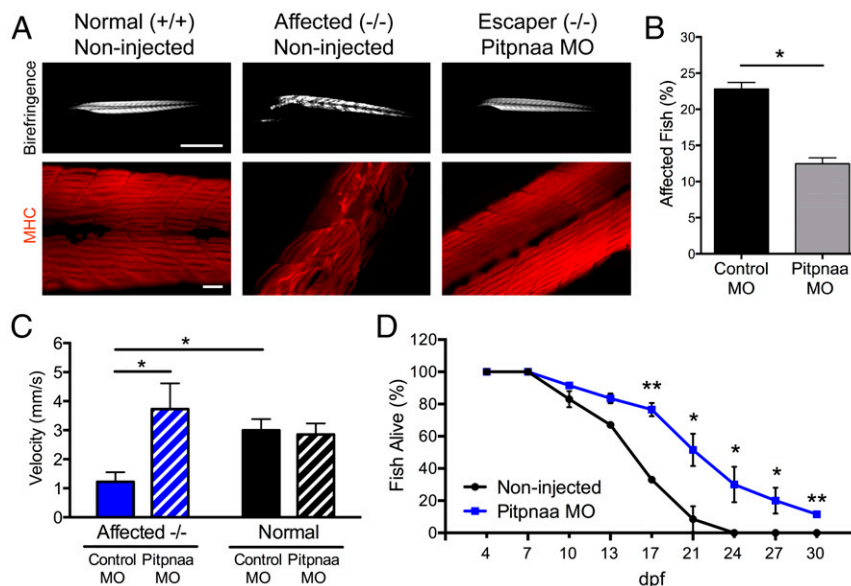 A
Normal (+/+)
Non-injected
Affected (-/-)
Non-injected
Escaper (-/-)
Pitpnaa MO
Birefringence
MHC
B
Affected Fish (%)
30
25
20
15
10
5
0
*
Control
MO
Pitpnaa
MO
C
Velocity (mm/s)
6
5
4
3
2
1
0
*
*
Affected -/-
Normal
Control
MO
Pitpnaa
MO
Control
MO
Pitpnaa
MO
D
Fish Alive (%)
120
100
80
60
40
20
0
**
*
*
*
**
Non-injected
Pitpnaa MO
4 7 10 13 17 21 24 27 30
dpf